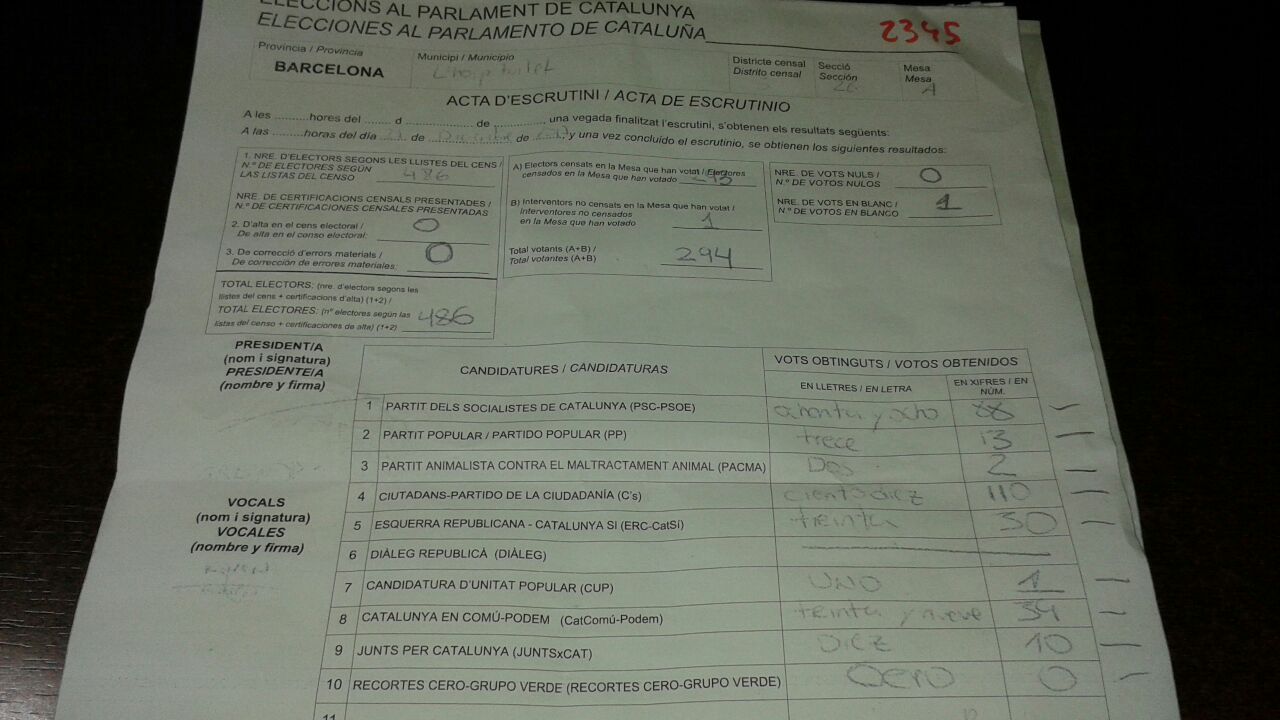 ELECCIONS AL PARLAMENT DE CATALUNYA
ELECCIONES AL PARLAMENTO DE CATALUÑA
2345
Província / Provincia
BARCELONA
Municipi / Municipio
L'hospitalet
Districte censal
Distrito censal
Secció
Sección
26
Mesa
Mesa
A
ACTA D'ESCRUTINI / ACTA DE ESCRUTINIO
A les ........... hores del ........ d ..................... de ..............., una vegada finalitzat l'escrutini, s'obtenen els resultats següents:
A las ..........horas del día 21 de Diciembre de 2017, y una vez concluido el escrutinio, se obtienen los siguientes resultados:
1. NRE. D'ELECTORS SEGONS LES LLISTES DEL CENS /
N.º DE ELECTORES SEGÚN
LAS LISTAS DEL CENSO 486
NRE. DE CERTIFICACIONS CENSALS PRESENTADES /
N.º DE CERTIFICACIONES CENSALES PRESENTADAS
2. D'alta en el cens electoral /
De alta en el censo electoral: 0
3. De correcció d'errors materials /
De corrección de errores materiales: 0
TOTAL ELECTORS: (nre. d'electors segons les
llistes del cens + certificacions d'alta) (1+2) /
TOTAL ELECTORES: (nº electores según las
listas del censo + certificaciones de alta) (1+2) 486
A) Electors censats en la Mesa que han votat / Electores
censados en la Mesa que han votado 293
B) Interventors no censats en la Mesa que han votat /
Interventores no censados
en la Mesa que han votado 1
Total votants (A+B) /
Total votantes (A+B) 294
NRE. DE VOTS NULS /
N.º DE VOTOS NULOS 0
NRE. DE VOTS EN BLANC /
N.º DE VOTOS EN BLANCO 1
PRESIDENT/A
(nom i signatura)
PRESIDENTE/A
(nombre y firma)
VOCALS
(nom i signatura)
VOCALES
(nombre y firma)
CANDIDATURES / CANDIDATURAS
VOTS OBTINGUTS / VOTOS OBTENIDOS
EN LLETRES / EN LETRA
EN XIFRES / EN
NÚM.
1 PARTIT DELS SOCIALISTES DE CATALUNYA (PSC-PSOE) ochenta y ocho 88
2 PARTIT POPULAR / PARTIDO POPULAR (PP) trece 13
3 PARTIT ANIMALISTA CONTRA EL MALTRACTAMENT ANIMAL (PACMA) Dos 2
4 CIUTADANS-PARTIDO DE LA CIUDADANÍA (C's) ciento diez 110
5 ESQUERRA REPUBLICANA - CATALUNYA SI (ERC-CatSí) treinta 30
6 DIÀLEG REPUBLICÀ (DIÀLEG)
7 CANDIDATURA D'UNITAT POPULAR (CUP) UNO 1
8 CATALUNYA EN COMÚ-PODEM (CatComú-Podem) treinta y nueve 39
9 JUNTS PER CATALUNYA (JUNTSxCAT) DIEZ 10
10 RECORTES CERO-GRUPO VERDE (RECORTES CERO-GRUPO VERDE) Cero 0
11